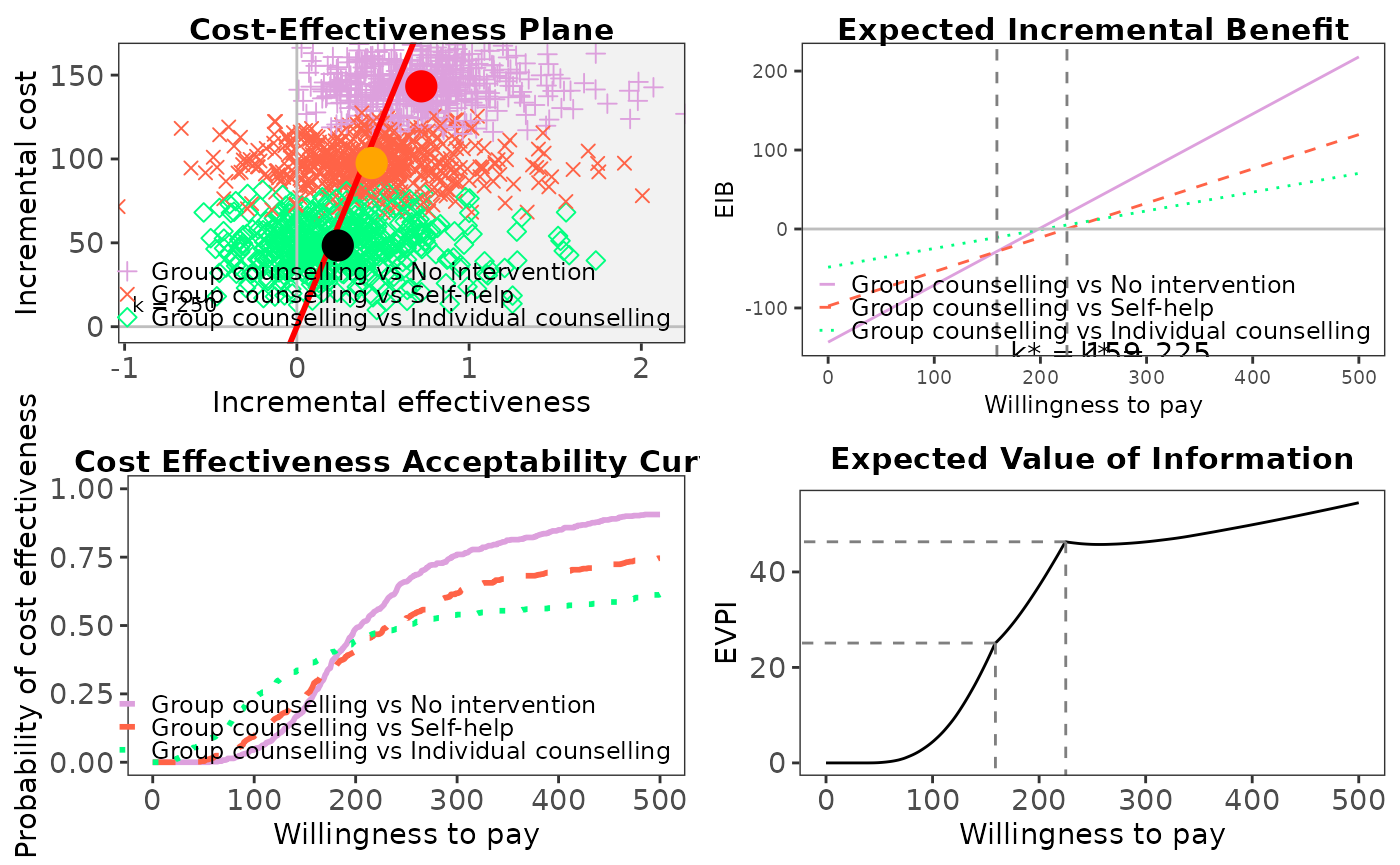 Cost-Effectiveness Plane
Incremental cost
150
100
50
0
Group counselling vs No intervention
Group counselling vs Self-help
k = 250
Group counselling vs Individual counselling
-1
0
1
2
Incremental effectiveness
Expected Incremental Benefit
EIB
200
100
0
-100
Group counselling vs No intervention
Group counselling vs Self-help
Group counselling vs Individual counselling
k* = 159
k* = 225
0
100
200
300
400
500
Willingness to pay
Cost Effectiveness Acceptability Cur
Probability of cost effectiveness
1.00
0.75
0.50
0.25
0.00
Group counselling vs No intervention
Group counselling vs Self-help
Group counselling vs Individual counselling
0
100
200
300
400
500
Willingness to pay
Expected Value of Information
EVPI
40
20
0
0
100
200
300
400
500
Willingness to pay